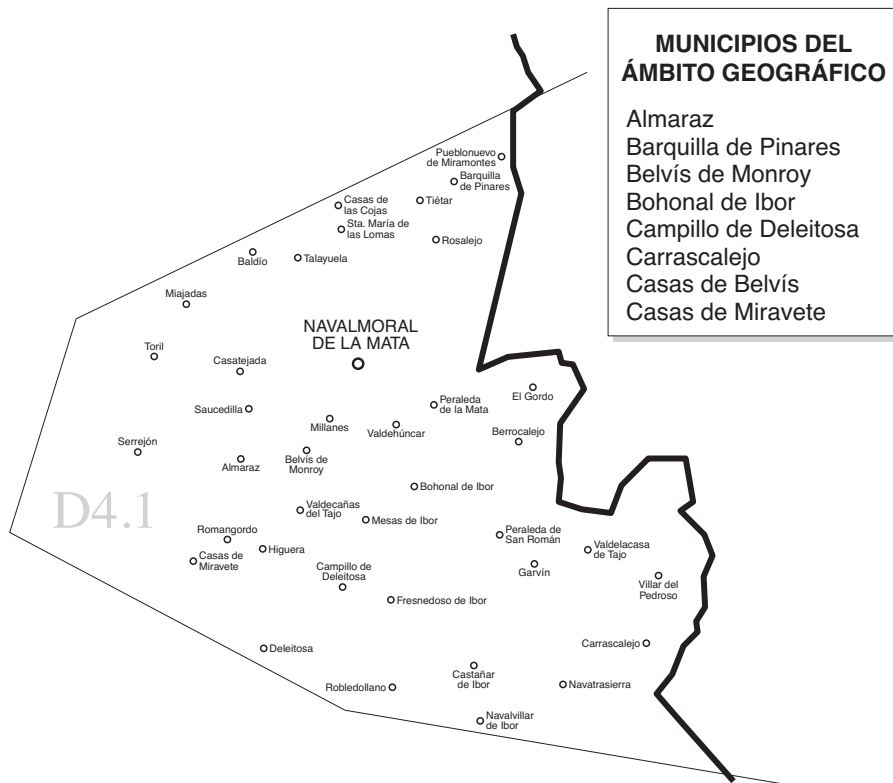 MUNICIPIOS DEL
ÁMBITO GEOGRÁFICO
Almaraz
Barquilla de Pinares
Belvís de Monroy
Bohonal de Ibor
Campillo de Deleitosa
Carrascalejo
Casas de Belvís
Casas de Miravete
Pueblonuevo
de Miramontes
Barquilla
de Pinares
Casas de
las Cojas
Tiétar
Sta. María de
las Lomas
Rosalejo
Baldío
Talayuela
Miajadas
NAVALMORAL
DE LA MATA
Toril
Casatejada
El Gordo
Peraleda
de la Mata
Saucedilla
Millanes
Valdehúncar
Berrocalejo
Serrejón
Almaraz
Belvís de
Monroy
Bohonal de Ibor
D4.1
Valdecañas
del Tajo
Mesas de Ibor
Romangordo
Higuera
Peraleda de
San Román
Valdelacasa
de Tajo
Casas de
Miravete
Campillo de
Deleitosa
Garvín
Villar del
Pedroso
Fresnedoso de Ibor
Deleitosa
Carrascalejo
Castañar
de Ibor
Robledollano
Navatrasierra
Navalvillar
de Ibor